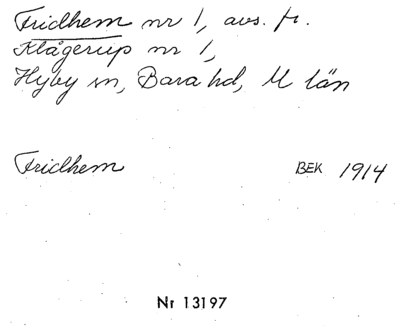 Fridhem nr 1, avs. fr.
Klågerup nr 1,
Hyby sn, Bara hd, M län
Fridhem BEK 1914
Nr 13197